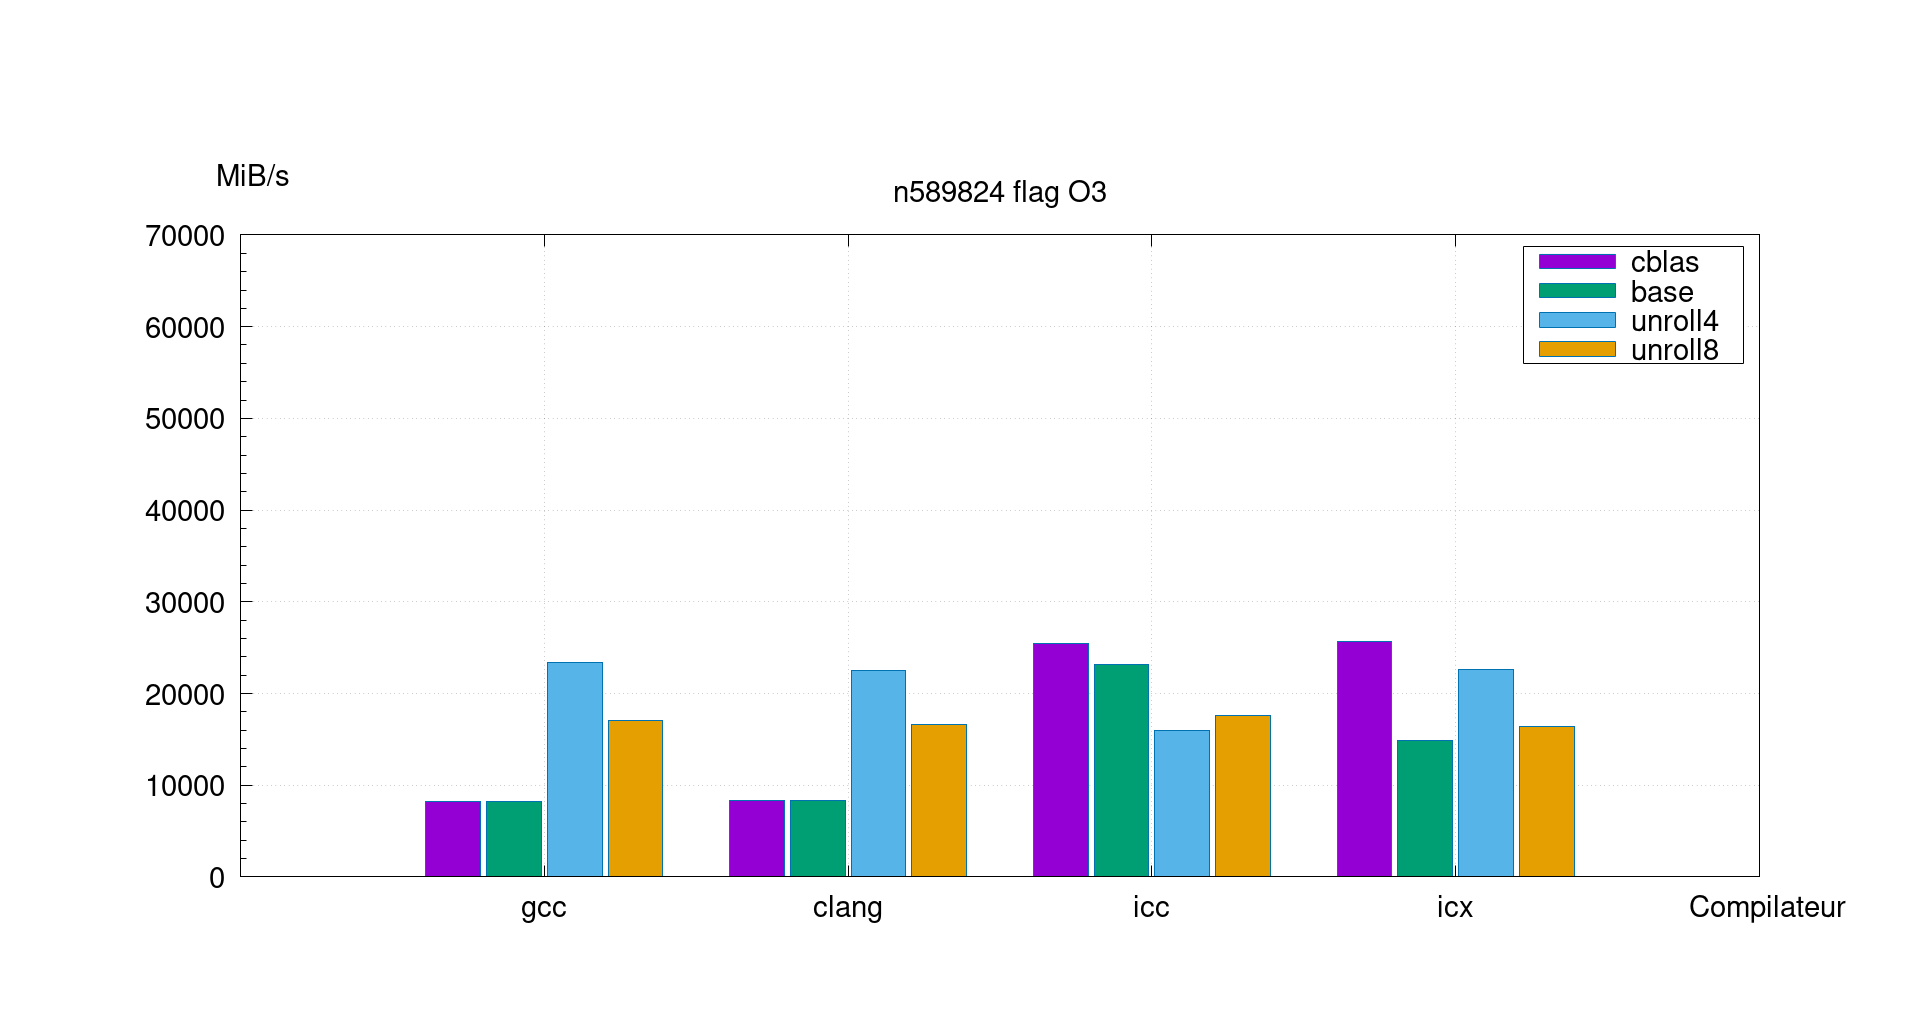 MiB/s
n589824 flag O3
70000
60000
50000
40000
30000
20000
10000
0
cblas
base
unroll4
unroll8
gcc clang icc icx Compilateur